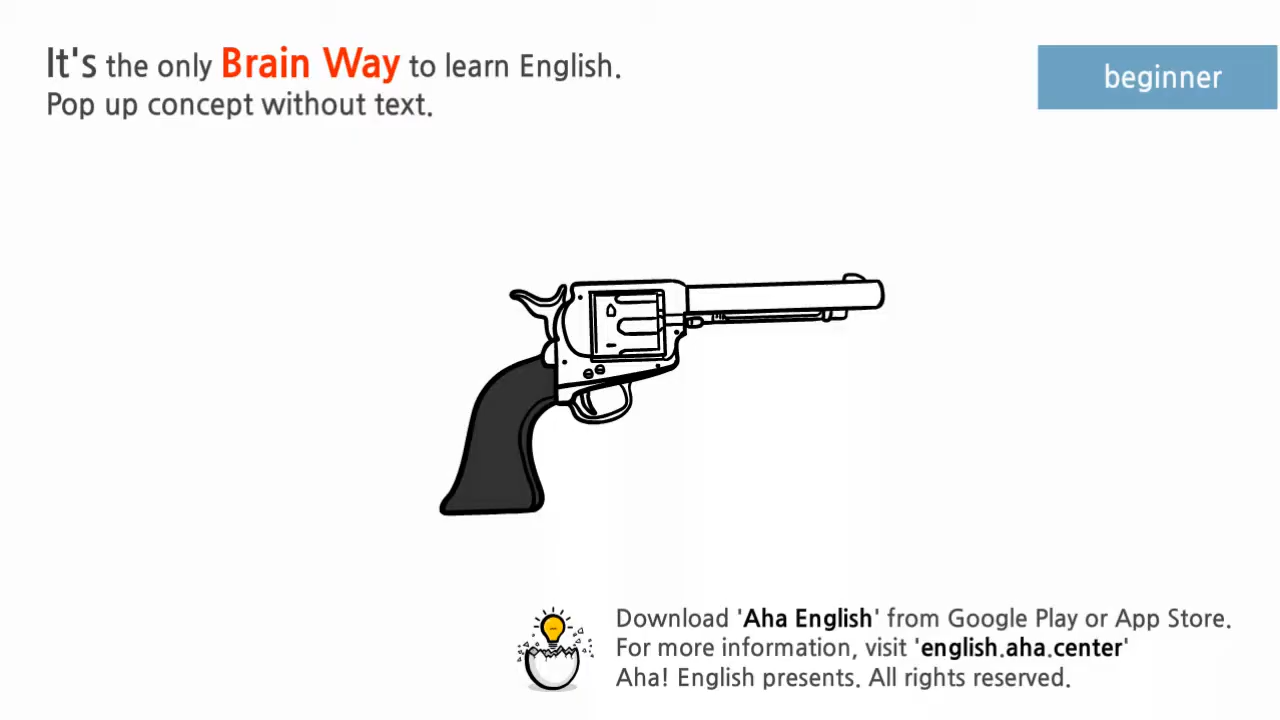 It's the only Brain Way to learn English.
Pop up concept without text.
beginner
Download 'Aha English' from Google Play or App Store.
For more information, visit 'english.aha.center'
Aha! English presents. All rights reserved.